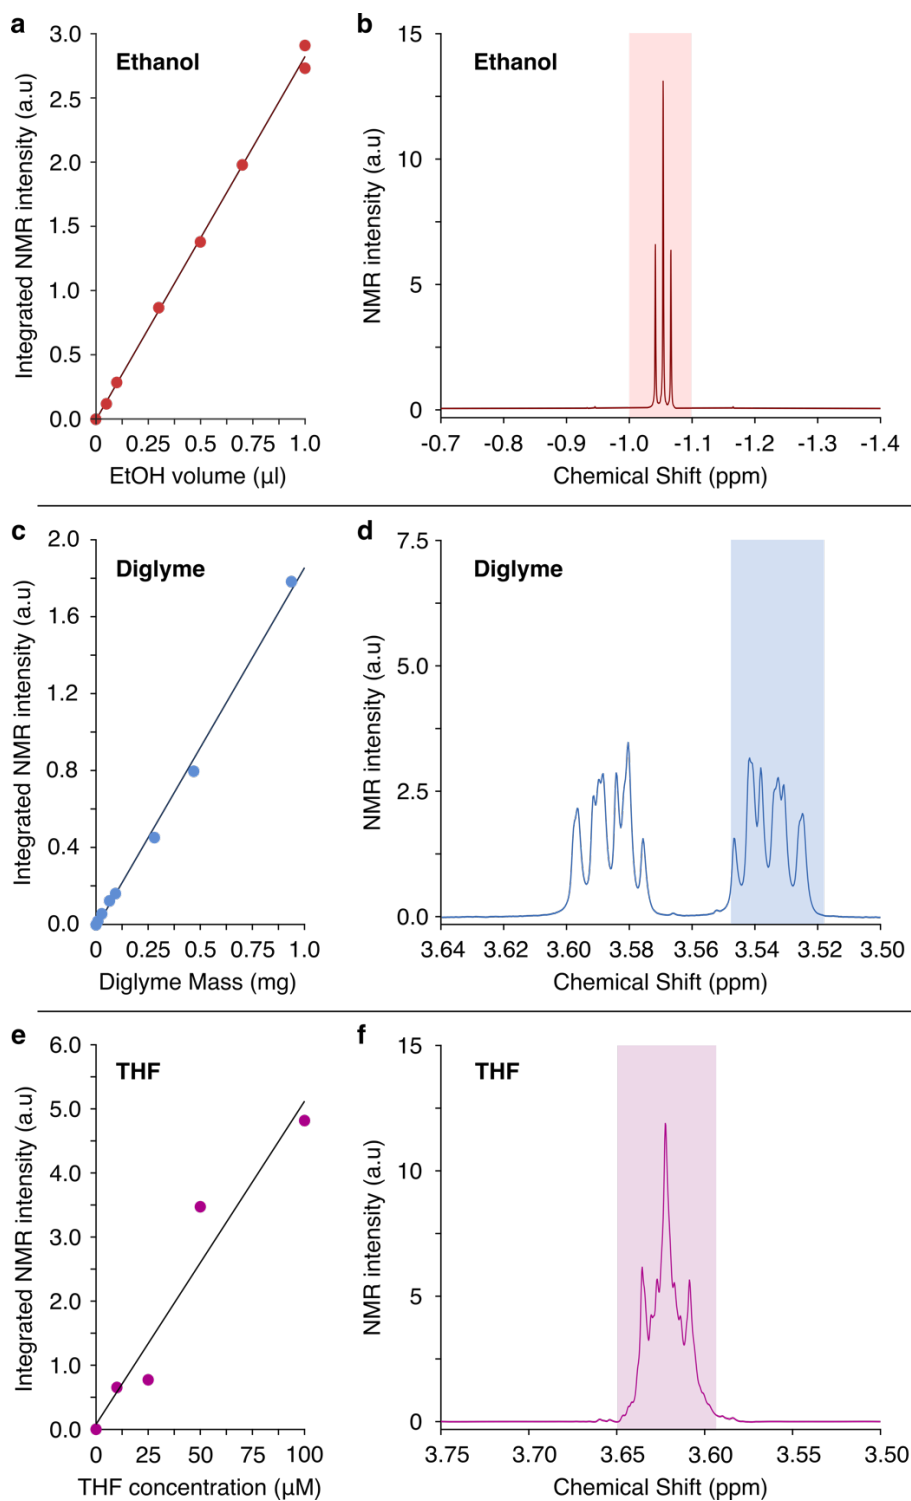 a
Ethanol
Integrated NMR intensity (a.u)
3.0
2.5
2.0
1.5
1.0
0.5
0.0
0 0.25 0.5 0.75 1.0
EtOH volume (µl)
b
Ethanol
NMR intensity (a.u)
15
10
5
0
-0.7 -0.8 -0.9 -1.0 -1.1 -1.2 -1.3 -1.4
Chemical Shift (ppm)
c
Diglyme
Integrated NMR intensity (a.u)
2.0
1.6
1.2
0.8
0.4
0.0
0 0.25 0.5 0.75 1.0
Diglyme Mass (mg)
d
Diglyme
NMR intensity (a.u)
7.5
5.0
2.5
0.0
3.64 3.62 3.60 3.58 3.56 3.54 3.52 3.50
Chemical Shift (ppm)
e
THF
Integrated NMR intensity (a.u)
6.0
5.0
4.0
3.0
2.0
1.0
0.0
0 25 50 75 100
THF concentration (µM)
f
THF
NMR intensity (a.u)
15
10
5
0
3.75 3.70 3.65 3.60 3.55 3.50
Chemical Shift (ppm)